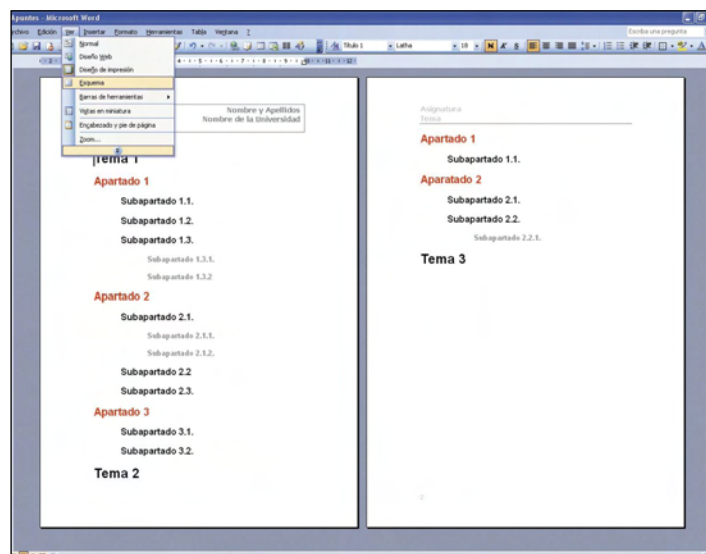 Apuntes - Microsoft Word
rchivo Edición Ver Insertar Formato Herramientas Tabla Ventana ?
Escriba una pregunta
Título 1 Latha 18 N K S
Normal
Diseño Web
Diseño de impresión
Esquema
Barras de herramientas
Vistas en miniatura
Encabezado y pie de página
Zoom...
Nombre y Apellidos
Nombre de la Universidad
Tema 1
Apartado 1
Subapartado 1.1.
Subapartado 1.2.
Subapartado 1.3.
Subapartado 1.3.1.
Subapartado 1.3.2
Apartado 2
Subapartado 2.1.
Subapartado 2.1.1.
Subapartado 2.1.2.
Subapartado 2.2
Subapartado 2.3.
Apartado 3
Subapartado 3.1.
Subapartado 3.2.
Tema 2
Asignatura
Tema
Apartado 1
Subapartado 1.1.
Aparatado 2
Subapartado 2.1.
Subapartado 2.2.
Subapartado 2.2.1.
Tema 3